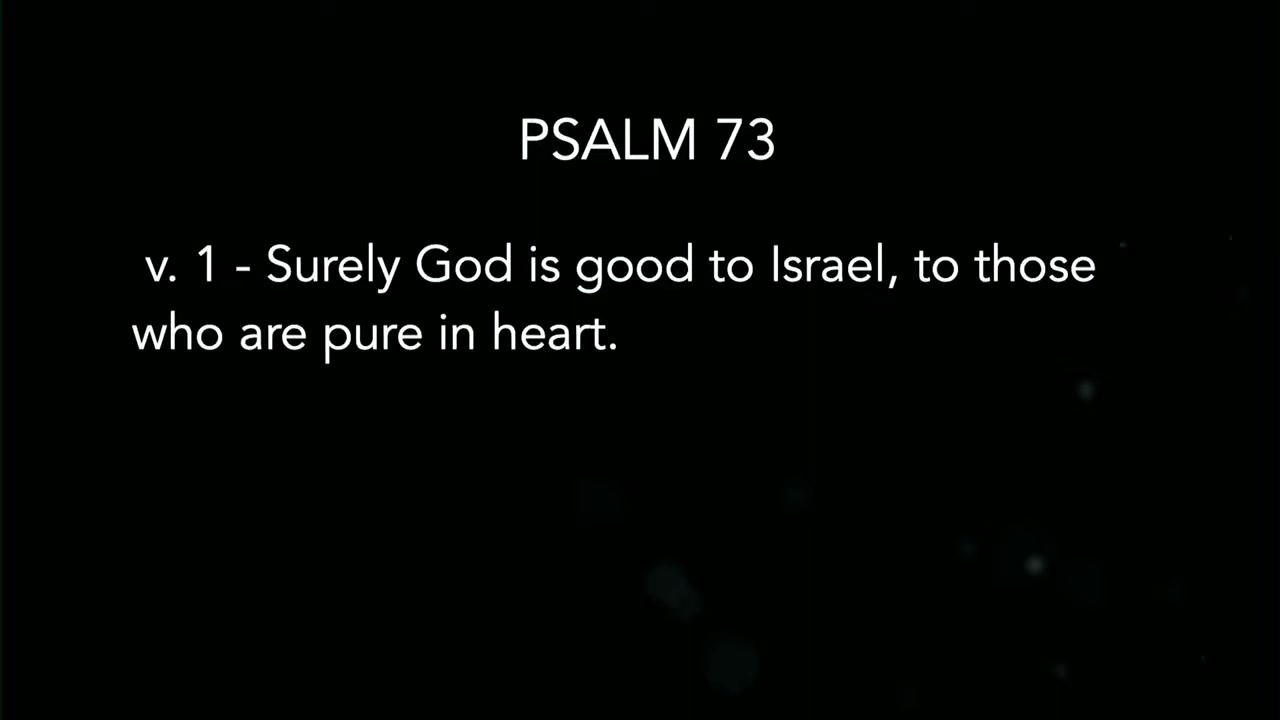 PSALM 73
v. 1 - Surely God is good to Israel, to those
who are pure in heart.